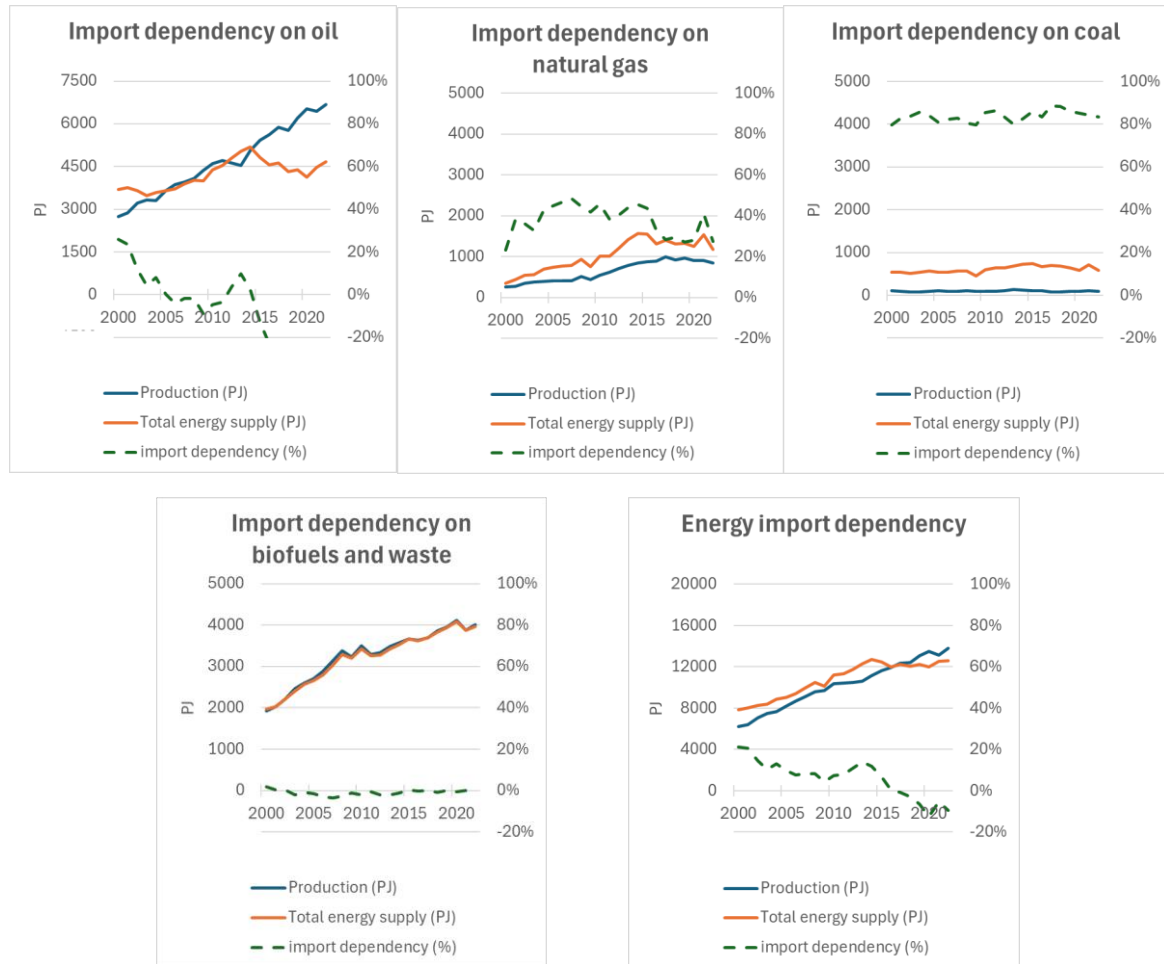 Import dependency on oil
7500
6000
4500
3000
1500
0
100%
80%
60%
40%
20%
0%
-20%
PJ
2000 2005 2010 2015 2020
Production (PJ)
Total energy supply (PJ)
import dependency (%)
Import dependency on
natural gas
5000
4000
3000
2000
1000
0
100%
80%
60%
40%
20%
0%
-20%
PJ
2000 2005 2010 2015 2020
Production (PJ)
Total energy supply (PJ)
import dependency (%)
Import dependency on coal
5000
4000
3000
2000
1000
0
100%
80%
60%
40%
20%
0%
-20%
PJ
2000 2005 2010 2015 2020
Production (PJ)
Total energy supply (PJ)
import dependency (%)
Import dependency on
biofuels and waste
5000
4000
3000
2000
1000
0
100%
80%
60%
40%
20%
0%
-20%
PJ
2000 2005 2010 2015 2020
Production (PJ)
Total energy supply (PJ)
import dependency (%)
Energy import dependency
20000
16000
12000
8000
4000
0
100%
80%
60%
40%
20%
0%
-20%
PJ
2000 2005 2010 2015 2020
Production (PJ)
Total energy supply (PJ)
import dependency (%)